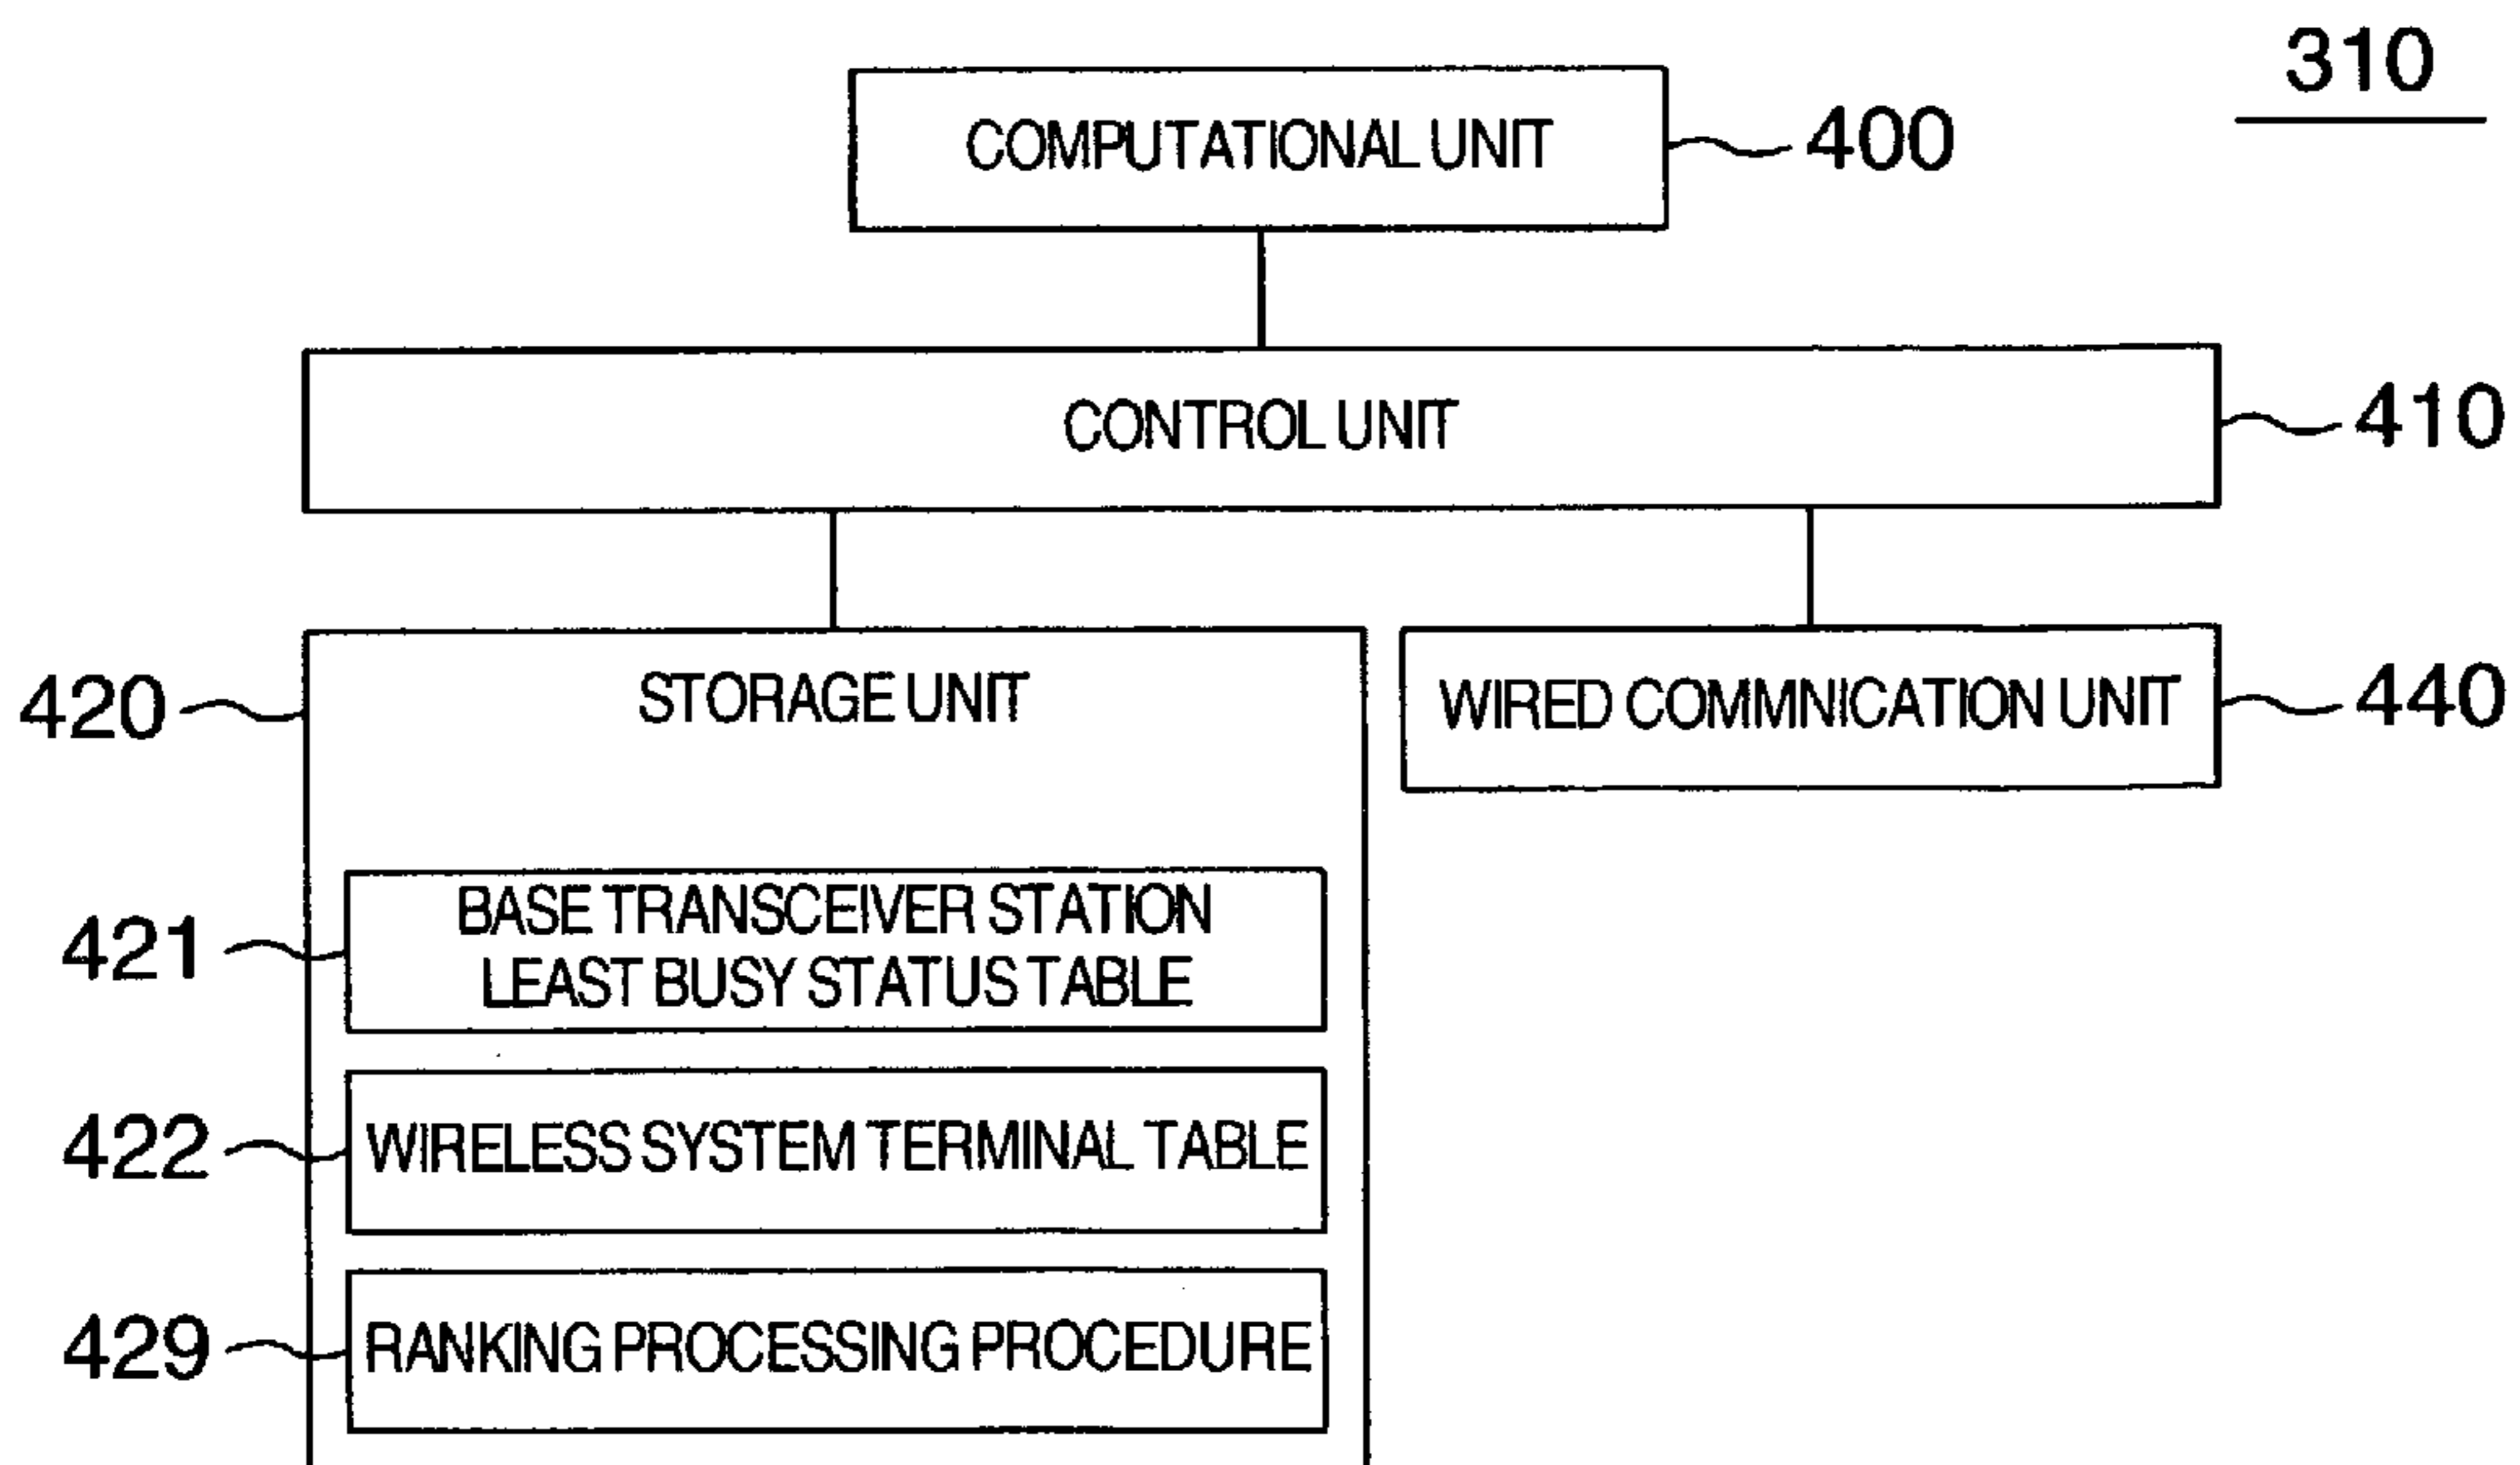 310
COMPUTATIONAL UNIT
400
CONTROL UNIT
410
420
STORAGE UNIT
WIRED COMMNICATION UNIT
440
421
BASE TRANSCEIVER STATION
LEAST BUSY STATUS TABLE
422
WIRELESS SYSTEM TERMINAL TABLE
429
RANKING PROCESSING PROCEDURE